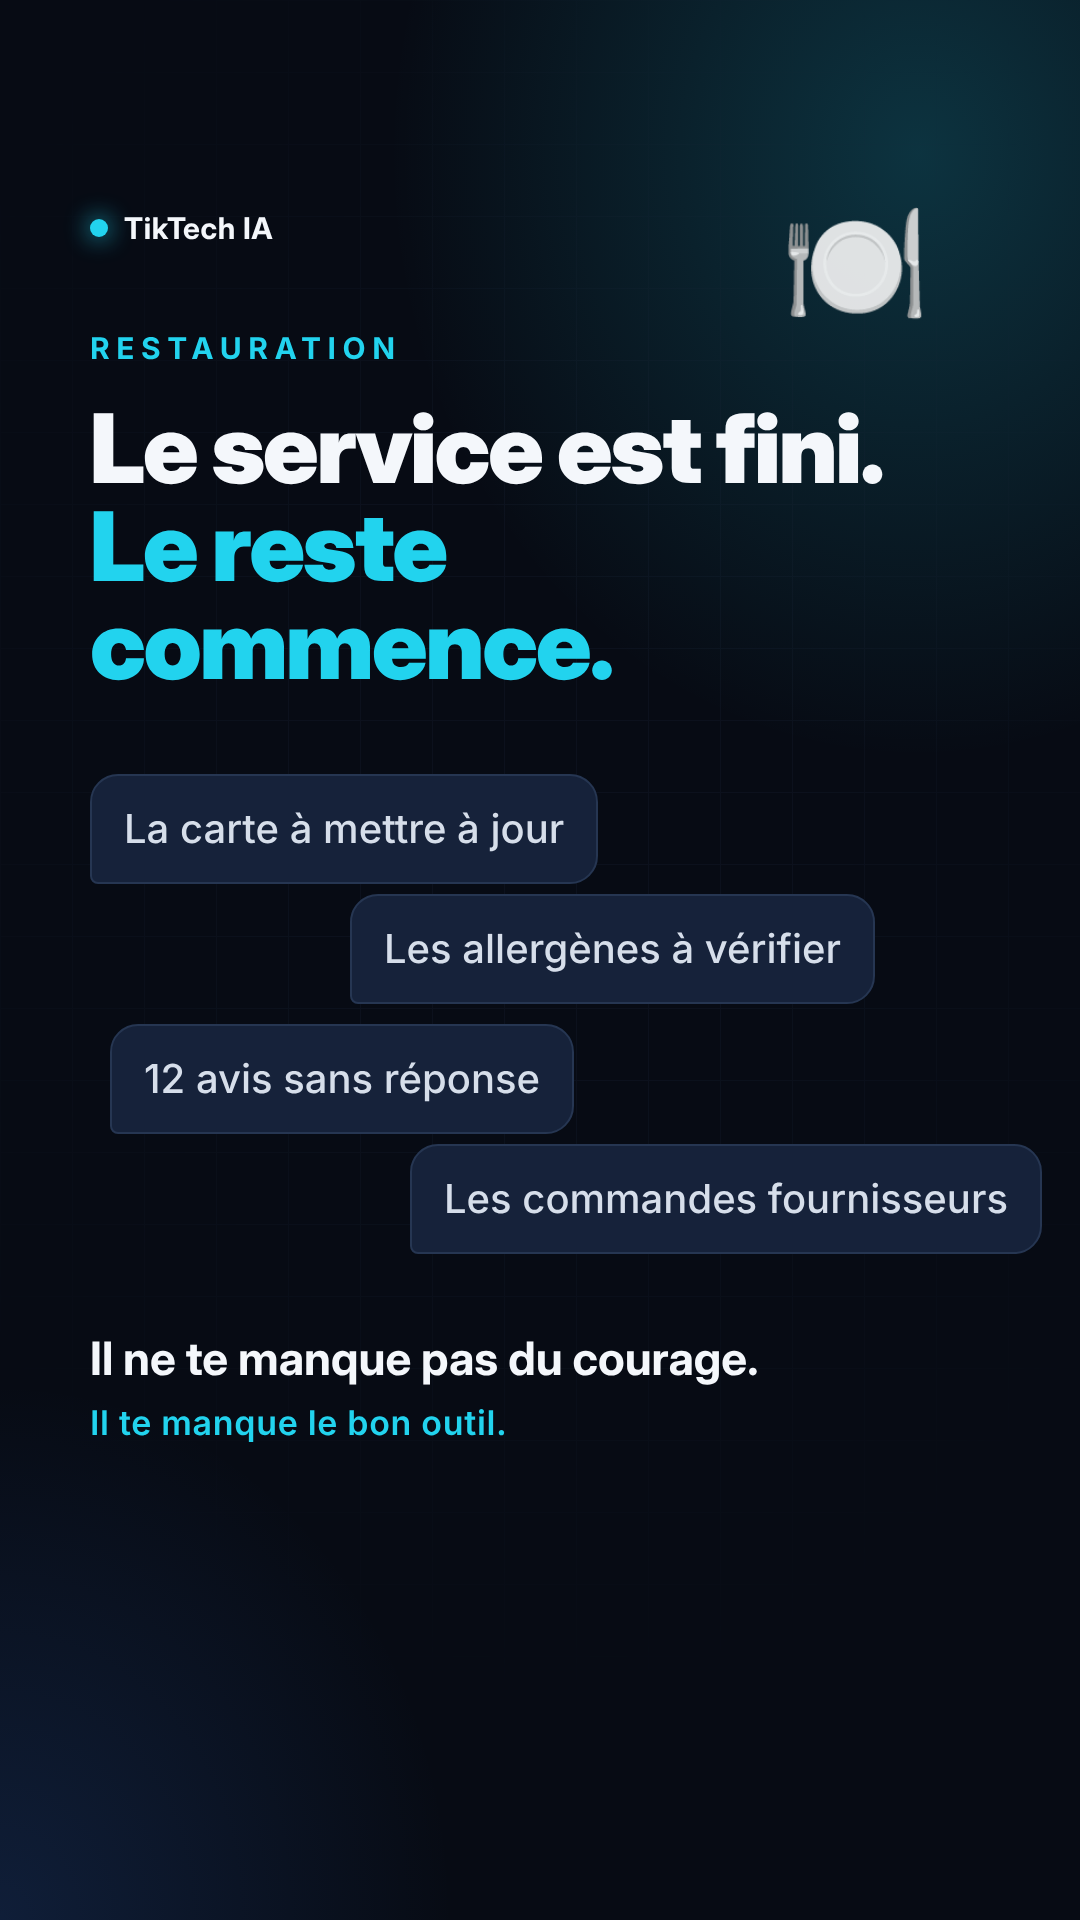 TikTech IA
RESTAURATION
Le service est fini.
Le reste
commence.
La carte à mettre à jour
Les allergènes à vérifier
12 avis sans réponse
Les commandes fournisseurs
Il ne te manque pas du courage.
Il te manque le bon outil.